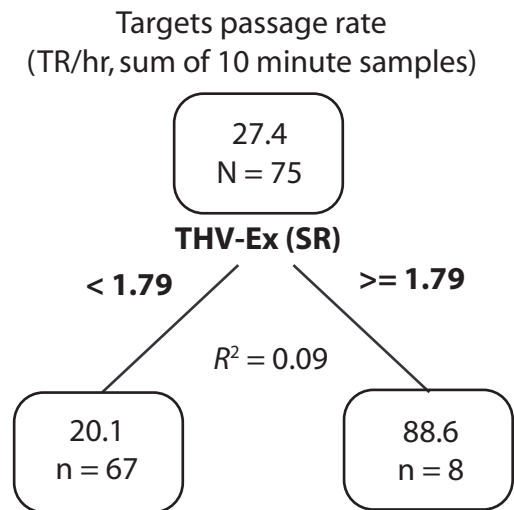 Targets passage rate
(TR/hr, sum of 10 minute samples)
27.4
N = 75
THV-Ex (SR)
< 1.79
>= 1.79
R² = 0.09
20.1
n = 67
88.6
n = 8